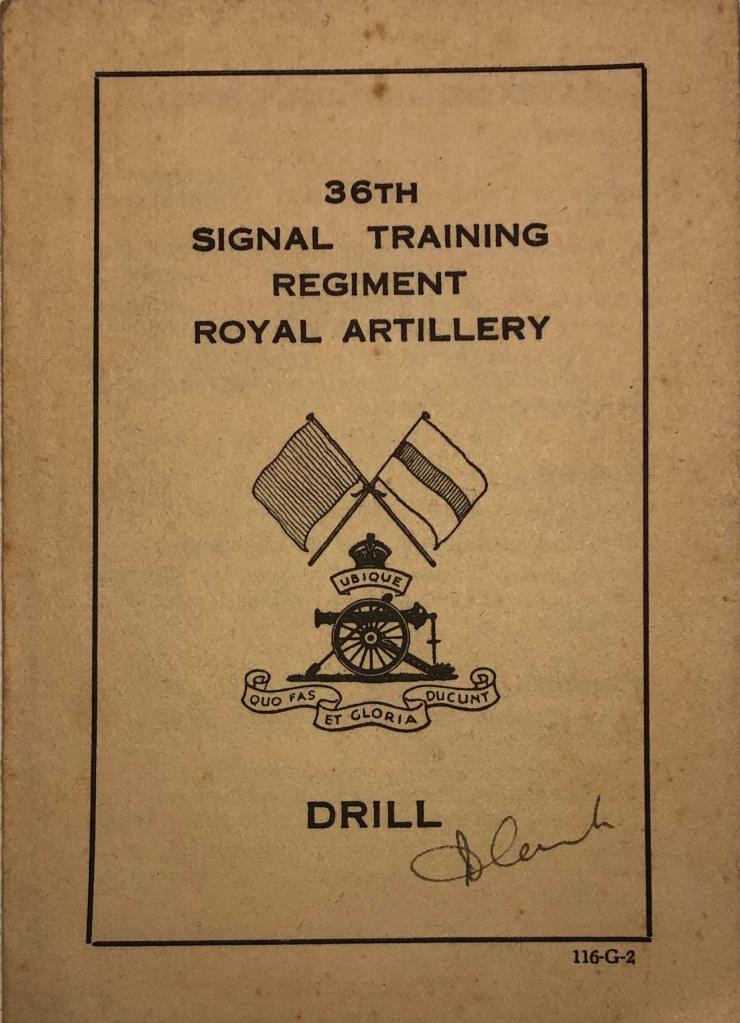 36TH
SIGNAL TRAINING
REGIMENT
ROYAL ARTILLERY
UBIQUE
QUO FAS
ET GLORIA
DUCUNT
DRILL
116-G-2